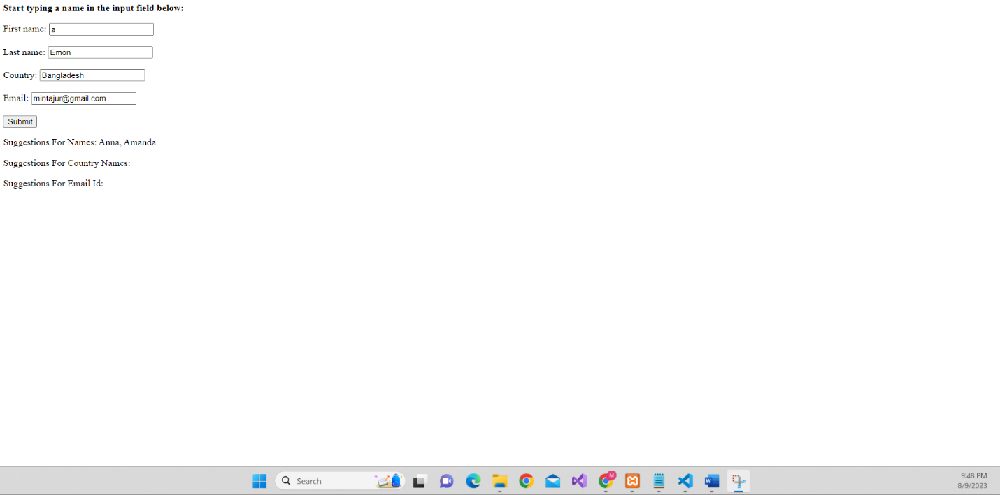 Start typing a name in the input field below:
First name: a
Last name: Emon
Country: Bangladesh
Email: mintajur@gmail.com
Submit
Suggestions For Names: Anna, Amanda
Suggestions For Country Names:
Suggestions For Email Id:
Search
M
W
9:48 PM
8/9/2023